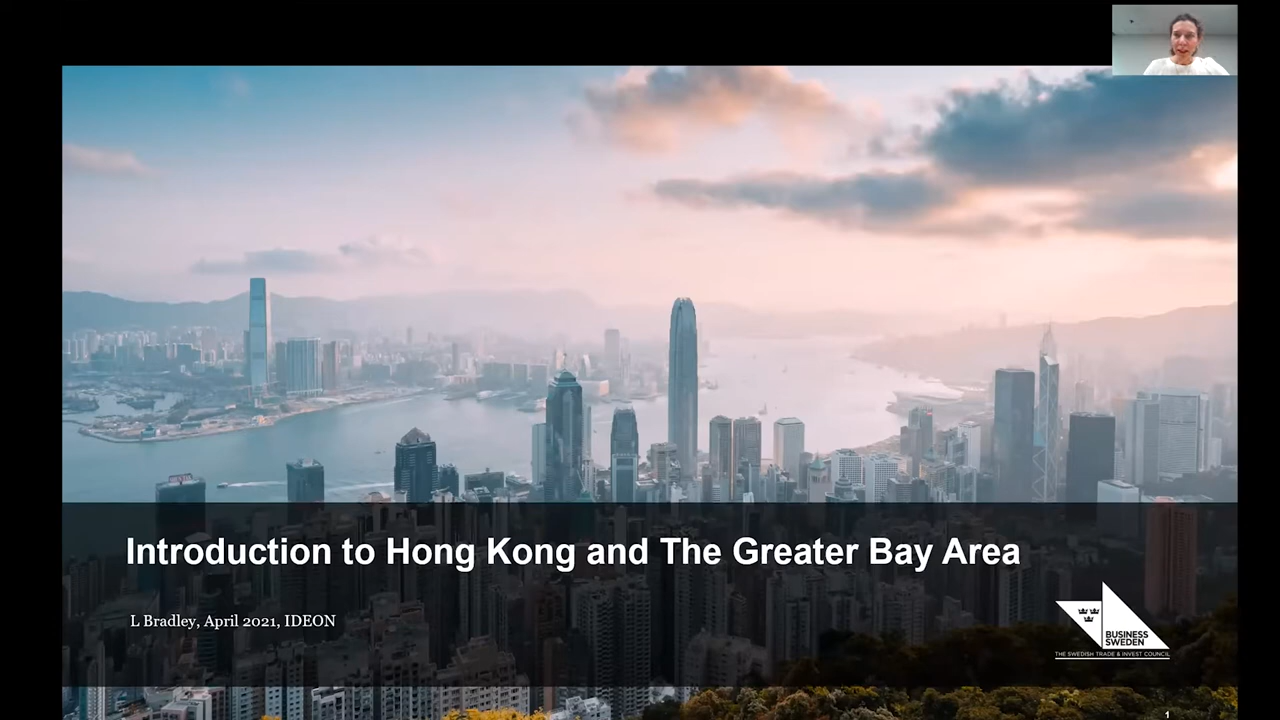 Introduction to Hong Kong and The Greater Bay Area
L Bradley, April 2021, IDEON
BUSINESS
SWEDEN
THE SWEDISH TRADE & INVEST COUNCIL
1